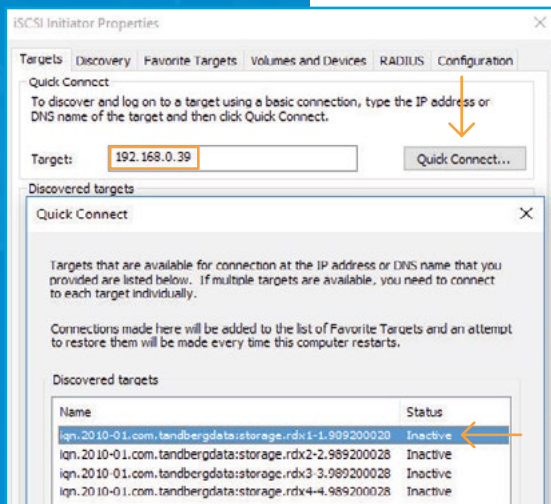 iSCSI Initiator Properties
Targets Discovery Favorite Targets Volumes and Devices RADIUS Configuration
Quick Connect
To discover and log on to a target using a basic connection, type the IP address or
DNS name of the target and then click Quick Connect.
Target: 192.168.0.39 Quick Connect...
Discovered targets
Quick Connect
Targets that are available for connection at the IP address or DNS name that you
provided are listed below. If multiple targets are available, you need to connect
to each target individually.
Connections made here will be added to the list of Favorite Targets and an attempt
to restore them will be made every time this computer restarts.
Discovered targets
Name Status
iqn.2010-01.com.tandbergdata:storage.rdx1-1.989200028 Inactive
iqn.2010-01.com.tandbergdata:storage.rdx2-2.989200028 Inactive
iqn.2010-01.com.tandbergdata:storage.rdx3-3.989200028 Inactive
iqn.2010-01.com.tandbergdata:storage.rdx4-4.989200028 Inactive